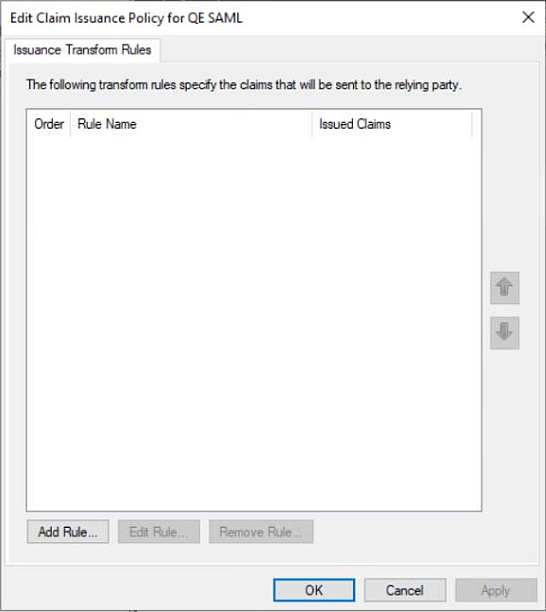 Edit Claim Issuance Policy for QE SAML
Issuance Transform Rules
The following transform rules specify the claims that will be sent to the relying party.
Order Rule Name Issued Claims
Add Rule... Edit Rule... Remove Rule...
OK Cancel Apply